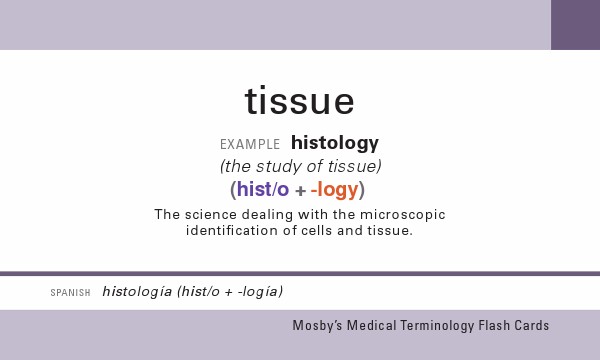 tissue
EXAMPLE histology
(the study of tissue)
(hist/o + -logy)
The science dealing with the microscopic
identification of cells and tissue.
SPANISH histología (hist/o + -logía)
Mosby's Medical Terminology Flash Cards